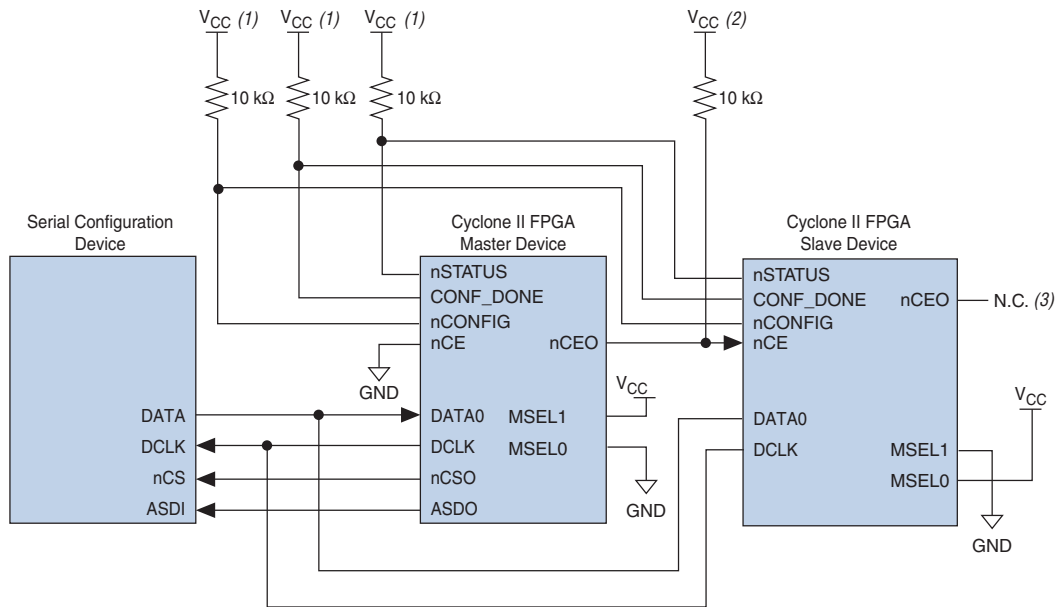 VCC (1) VCC (1) VCC (1) VCC (2)
10 kΩ 10 kΩ 10 kΩ 10 kΩ
Serial Configuration
Device
DATA
DCLK
nCS
ASDI
Cyclone II FPGA
Master Device
nSTATUS
CONF_DONE
nCONFIG
nCE
nCEO
GND
DATA0
DCLK
nCSO
ASDO
MSEL1
MSEL0
VCC
GND
Cyclone II FPGA
Slave Device
nSTATUS
CONF_DONE
nCONFIG
nCE
nCEO
N.C. (3)
DATA0
DCLK
MSEL1
MSEL0
VCC
GND